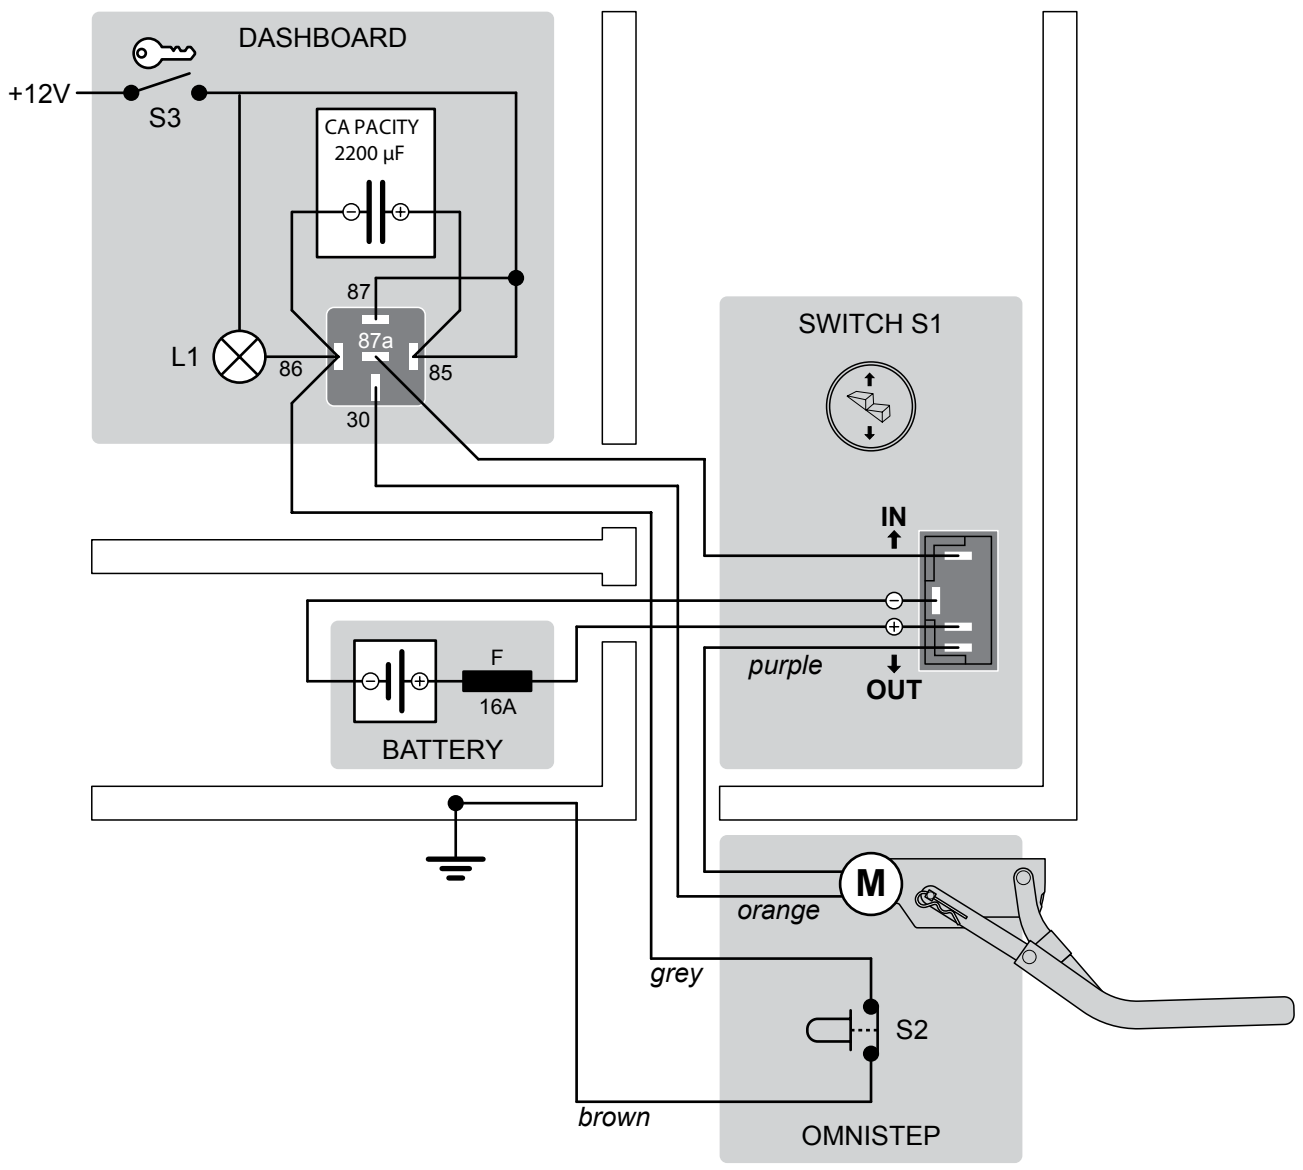 DASHBOARD
+12V
S3
CA PACITY
2200 µF
− +
87
87a
L1
86
85
30
SWITCH S1
IN
−
+
purple
OUT
F
− +
16A
BATTERY
M
orange
grey
S2
brown
OMNISTEP